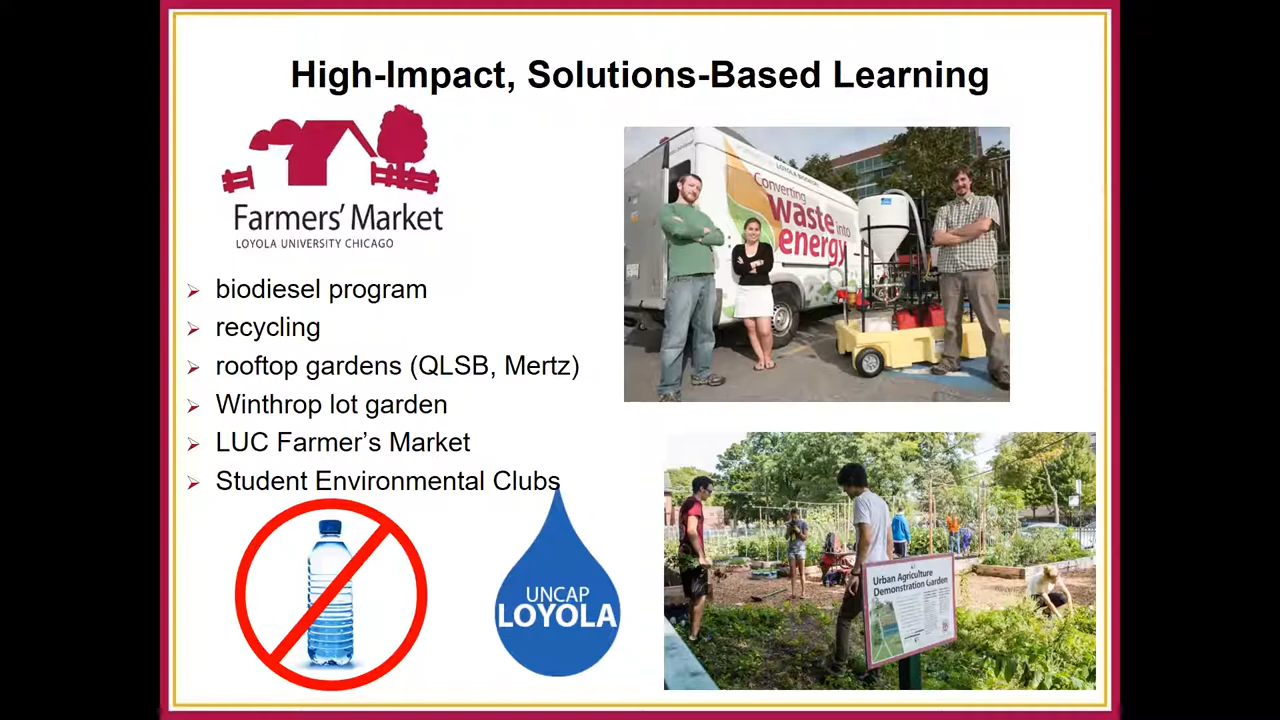 High-Impact, Solutions-Based Learning
Farmers' Market
LOYOLA UNIVERSITY CHICAGO
biodiesel program
recycling
rooftop gardens (QLSB, Mertz)
Winthrop lot garden
LUC Farmer’s Market
Student Environmental Clubs
UNCAP
LOYOLA
Converting
waste into
energy
Urban Agriculture
Demonstration Garden